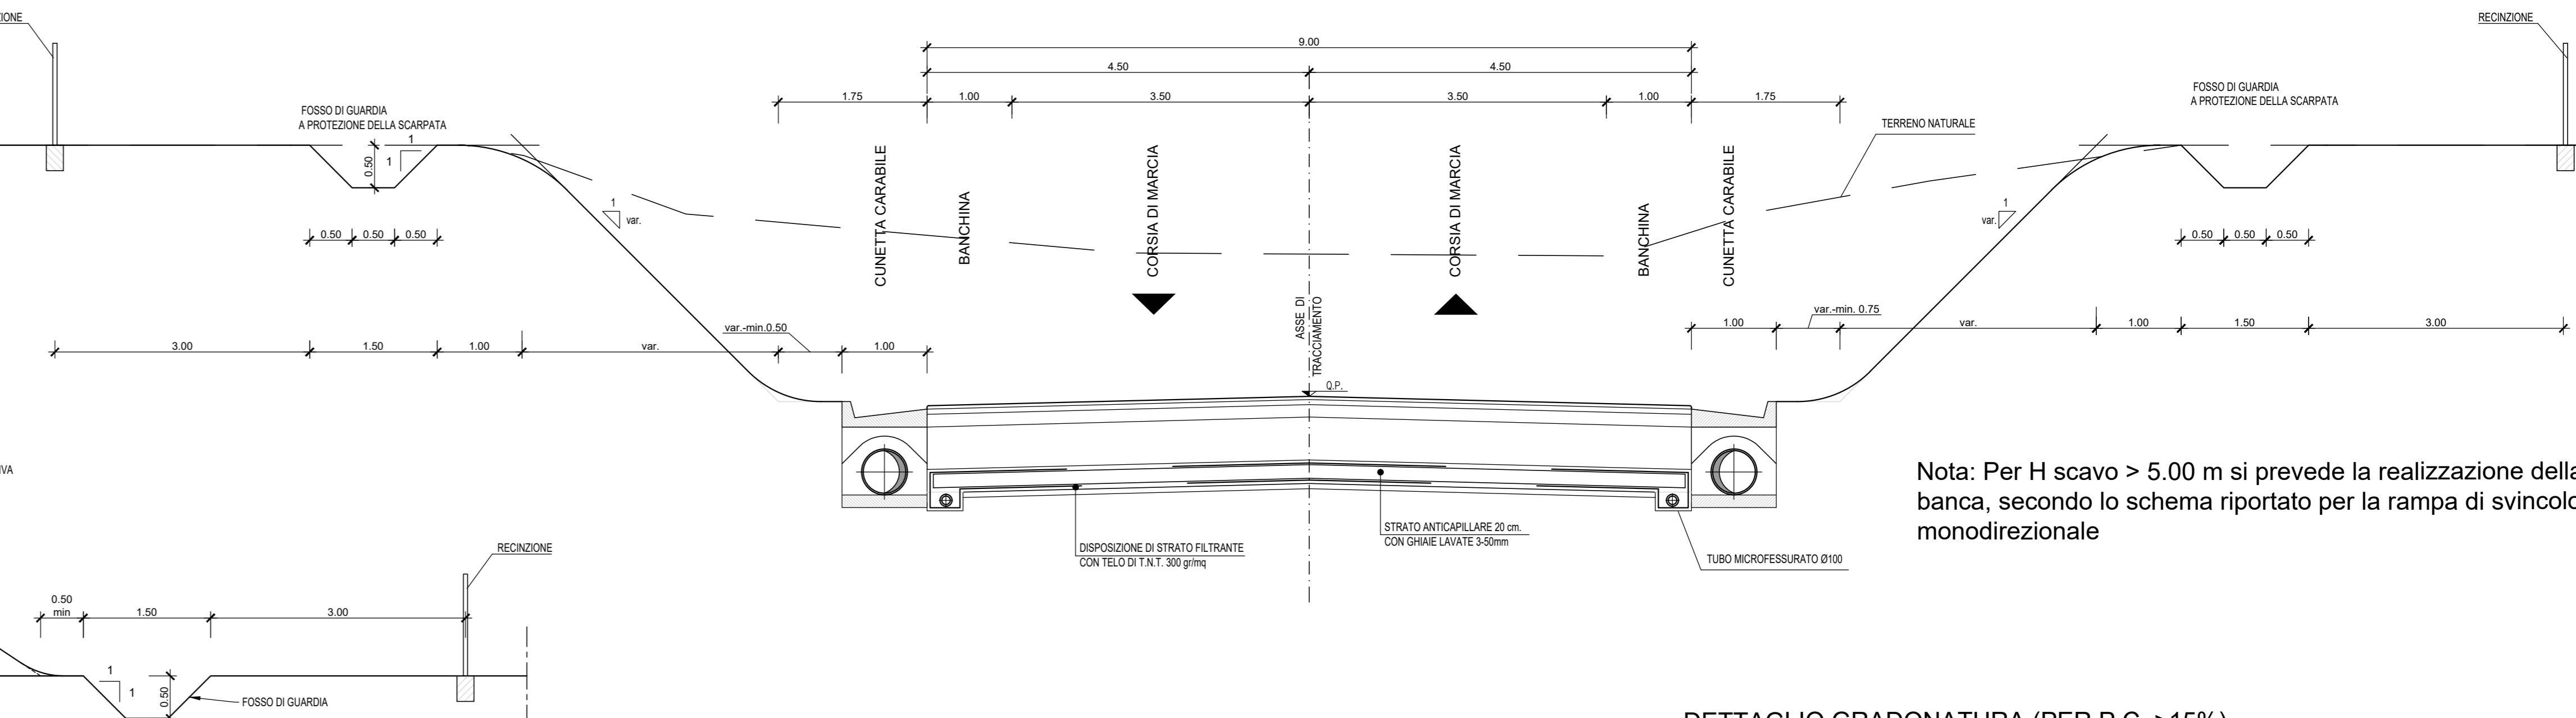 ZIONE
RECINZIONE
9.00
4.50
4.50
1.75
1.00
3.50
3.50
1.00
1.75
FOSSO DI GUARDIA
A PROTEZIONE DELLA SCARPATA
FOSSO DI GUARDIA
A PROTEZIONE DELLA SCARPATA
TERRENO NATURALE
1
1
0.50
CUNETTA CARABILE
BANCHINA
CORSIA DI MARCIA
CORSIA DI MARCIA
BANCHINA
CUNETTA CARABILE
1
var.
1
var.
0.50
0.50
0.50
0.50
0.50
0.50
ASSE DI
TRACCIAMENTO
var.-min.0.50
var.-min. 0.75
3.00
1.50
1.00
var.
1.00
1.00
var.
1.00
1.50
3.00
Q.P.
IVA
Nota: Per H scavo > 5.00 m si prevede la realizzazione della
banca, secondo lo schema riportato per la rampa di svincolo
monodirezionale
STRATO ANTICAPILLARE 20 cm.
CON GHIAIE LAVATE 3-50mm
DISPOSIZIONE DI STRATO FILTRANTE
CON TELO DI T.N.T. 300 gr/mq
TUBO MICROFESSURATO Ø100
RECINZIONE
0.50
min
1.50
3.00
1
1
0.50
FOSSO DI GUARDIA
DETTAGLIO GRADONATURA (PER P.C. >15%)